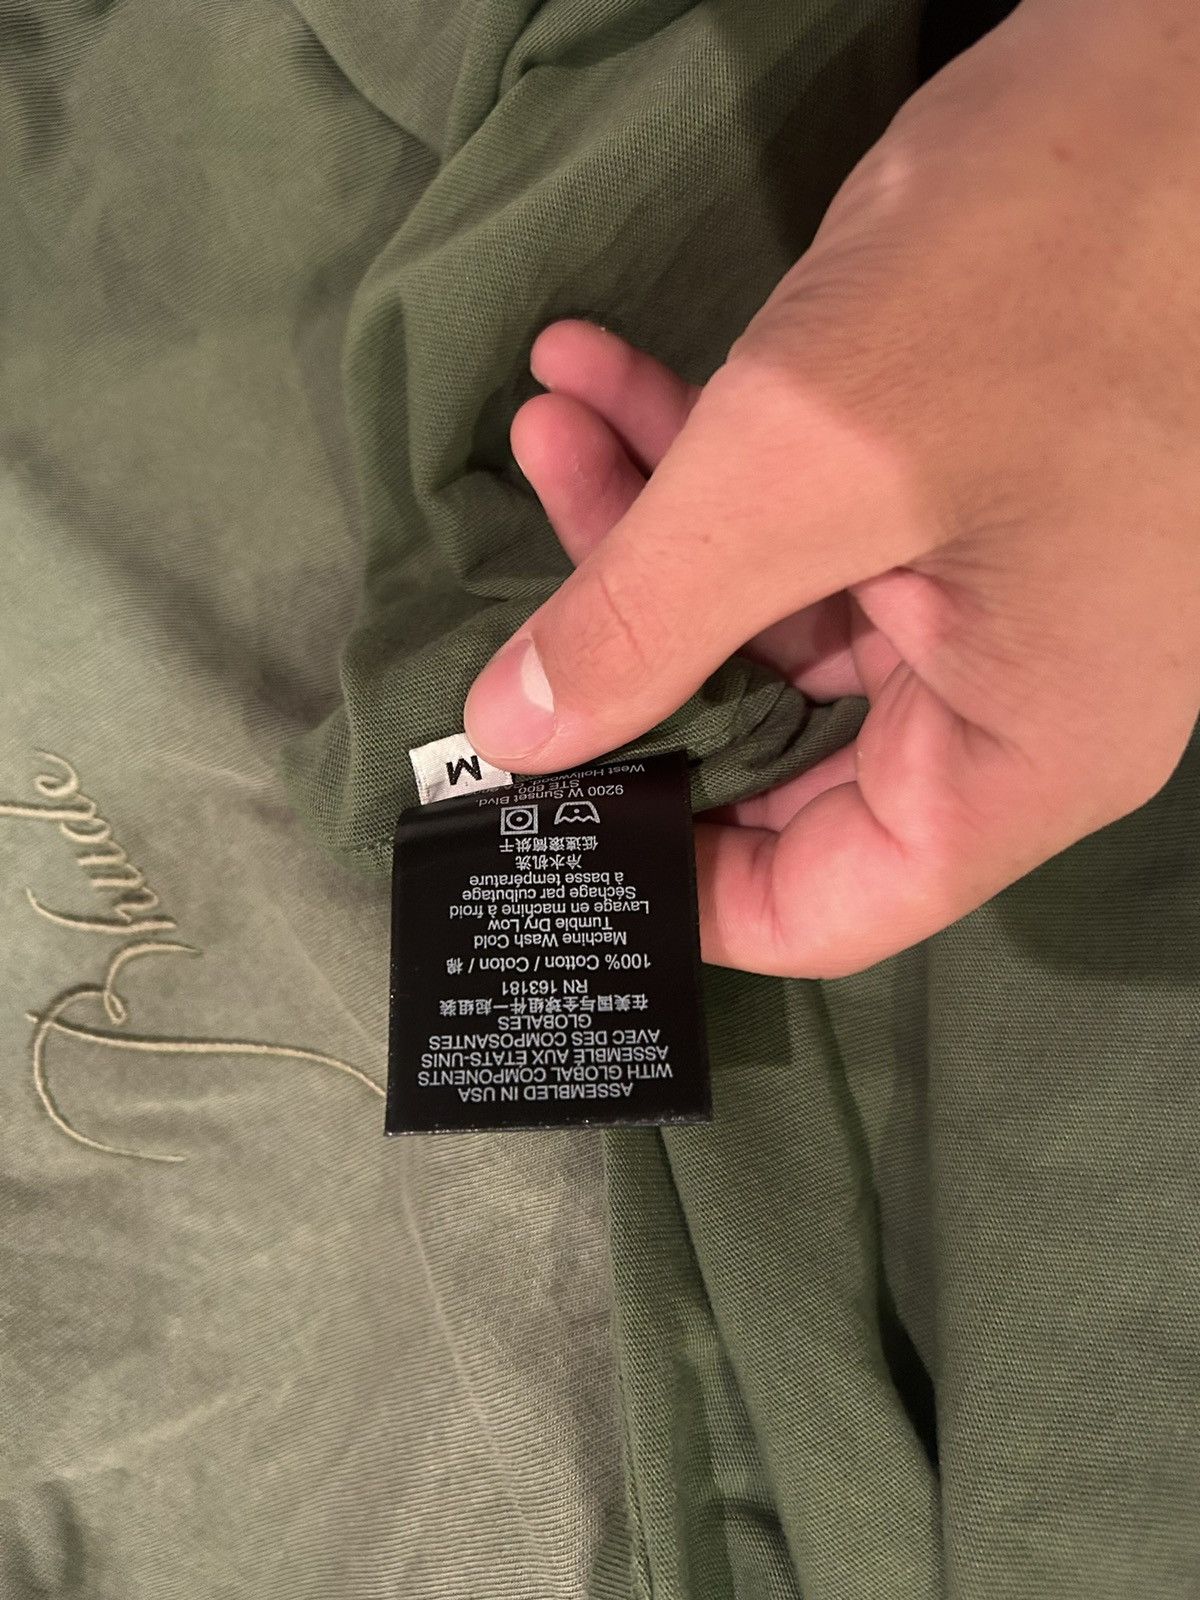 M
ASSEMBLED IN USA
WITH GLOBAL COMPONENTS
ASSEMBLÉ AUX ÉTATS-UNIS
AVEC DES COMPOSANTES
GLOBALES
在美国与全球组件一起组装
RN 163181
100% Cotton / Coton / 棉
Machine Wash Cold
Tumble Dry Low
Lavage en machine à froid
Séchage par culbutage
à basse température
冷水机洗
低速滚筒烘干
9200 W Sunset Blvd.
STE 600
West Hollywood,
Rhude